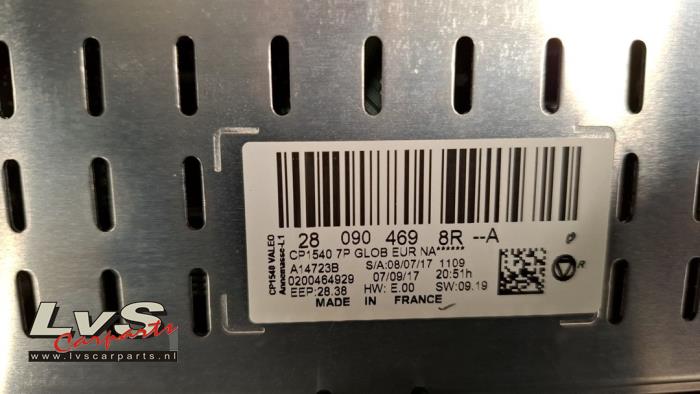 CP1540 VALEO
Annemasse-L1
28 090 469 8R --A
CP1540 7P GLOB EUR NA******
A14723B S/A:08/07/17 1109
0200464929 07/09/17 20:51h
EEP:28.38 HW: E.00 SW:09.19
MADE IN FRANCE
R
LvS
Carparts
www.lvscarparts.nl